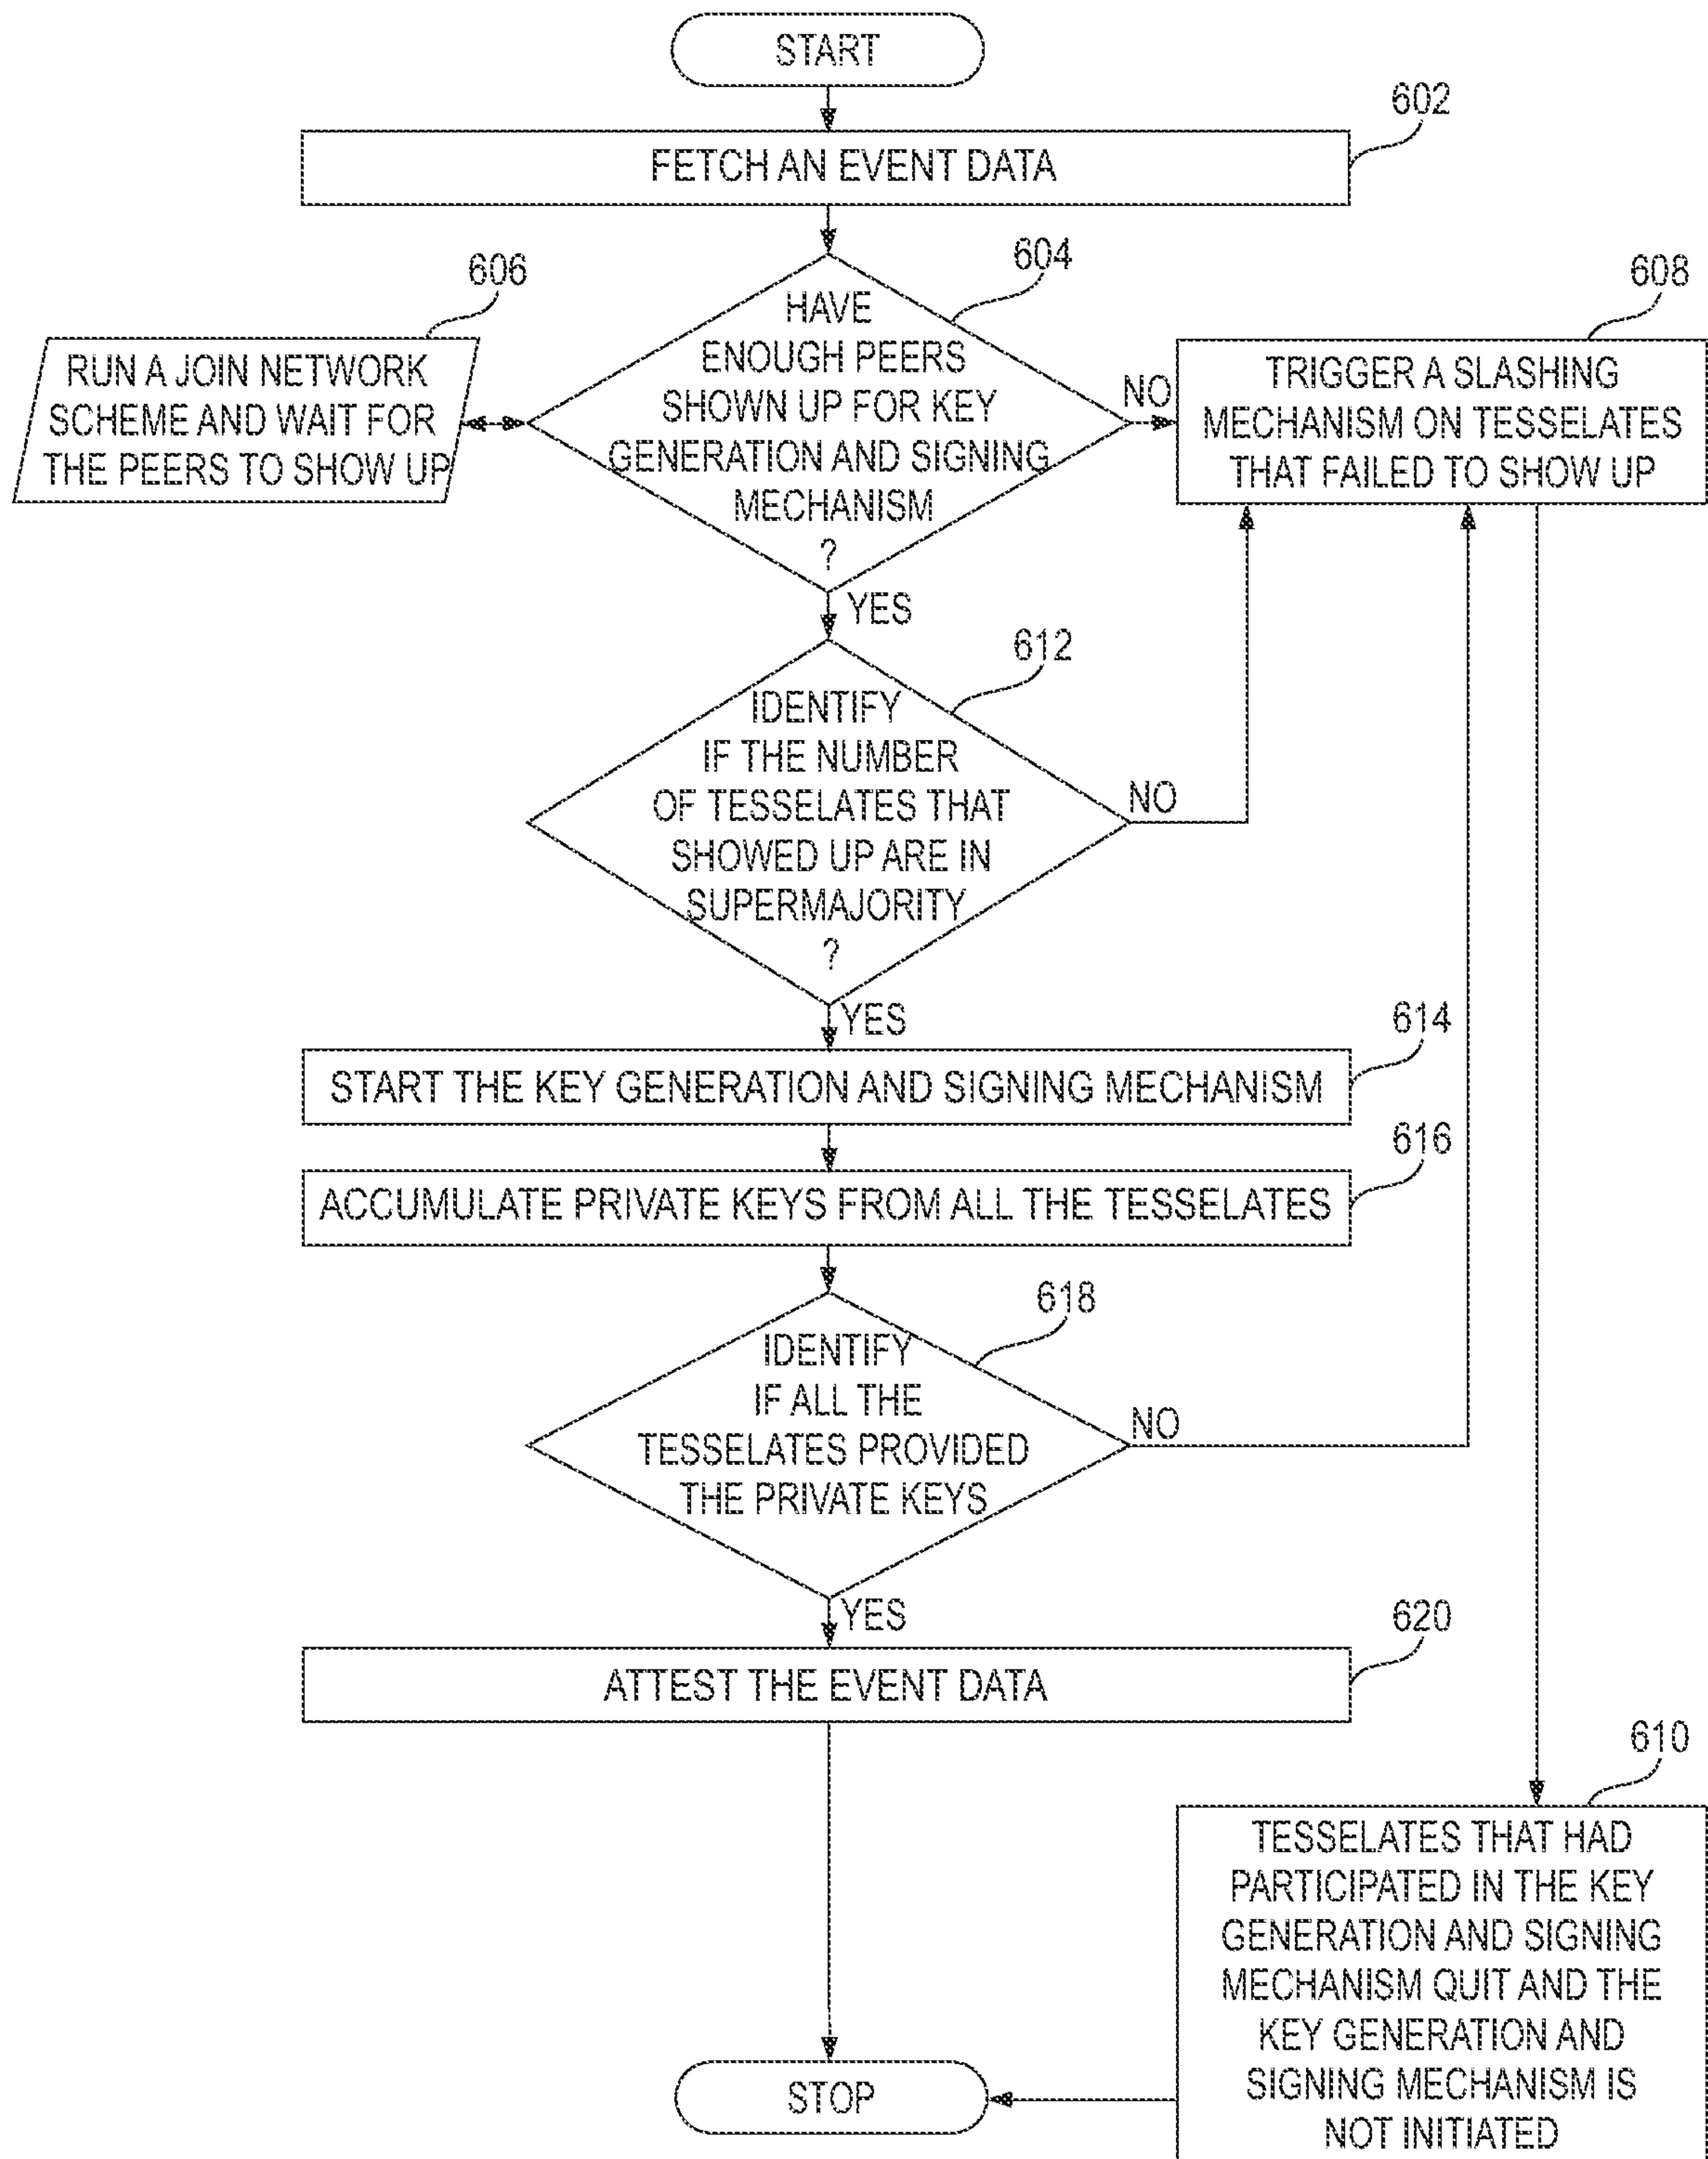 START
602
FETCH AN EVENT DATA
604
606
608
HAVE
ENOUGH PEERS
SHOWN UP FOR KEY
GENERATION AND SIGNING
MECHANISM
?
RUN A JOIN NETWORK
SCHEME AND WAIT FOR
THE PEERS TO SHOW UP
NO
TRIGGER A SLASHING
MECHANISM ON TESSELATES
THAT FAILED TO SHOW UP
YES
612
IDENTIFY
IF THE NUMBER
OF TESSELATES THAT
SHOWED UP ARE IN
SUPERMAJORITY
?
NO
YES
614
START THE KEY GENERATION AND SIGNING MECHANISM
616
ACCUMULATE PRIVATE KEYS FROM ALL THE TESSELATES
618
IDENTIFY
IF ALL THE
TESSELATES PROVIDED
THE PRIVATE KEYS
NO
YES
620
ATTEST THE EVENT DATA
610
TESSELATES THAT HAD
PARTICIPATED IN THE KEY
GENERATION AND SIGNING
MECHANISM QUIT AND THE
KEY GENERATION AND
SIGNING MECHANISM IS
NOT INITIATED
STOP